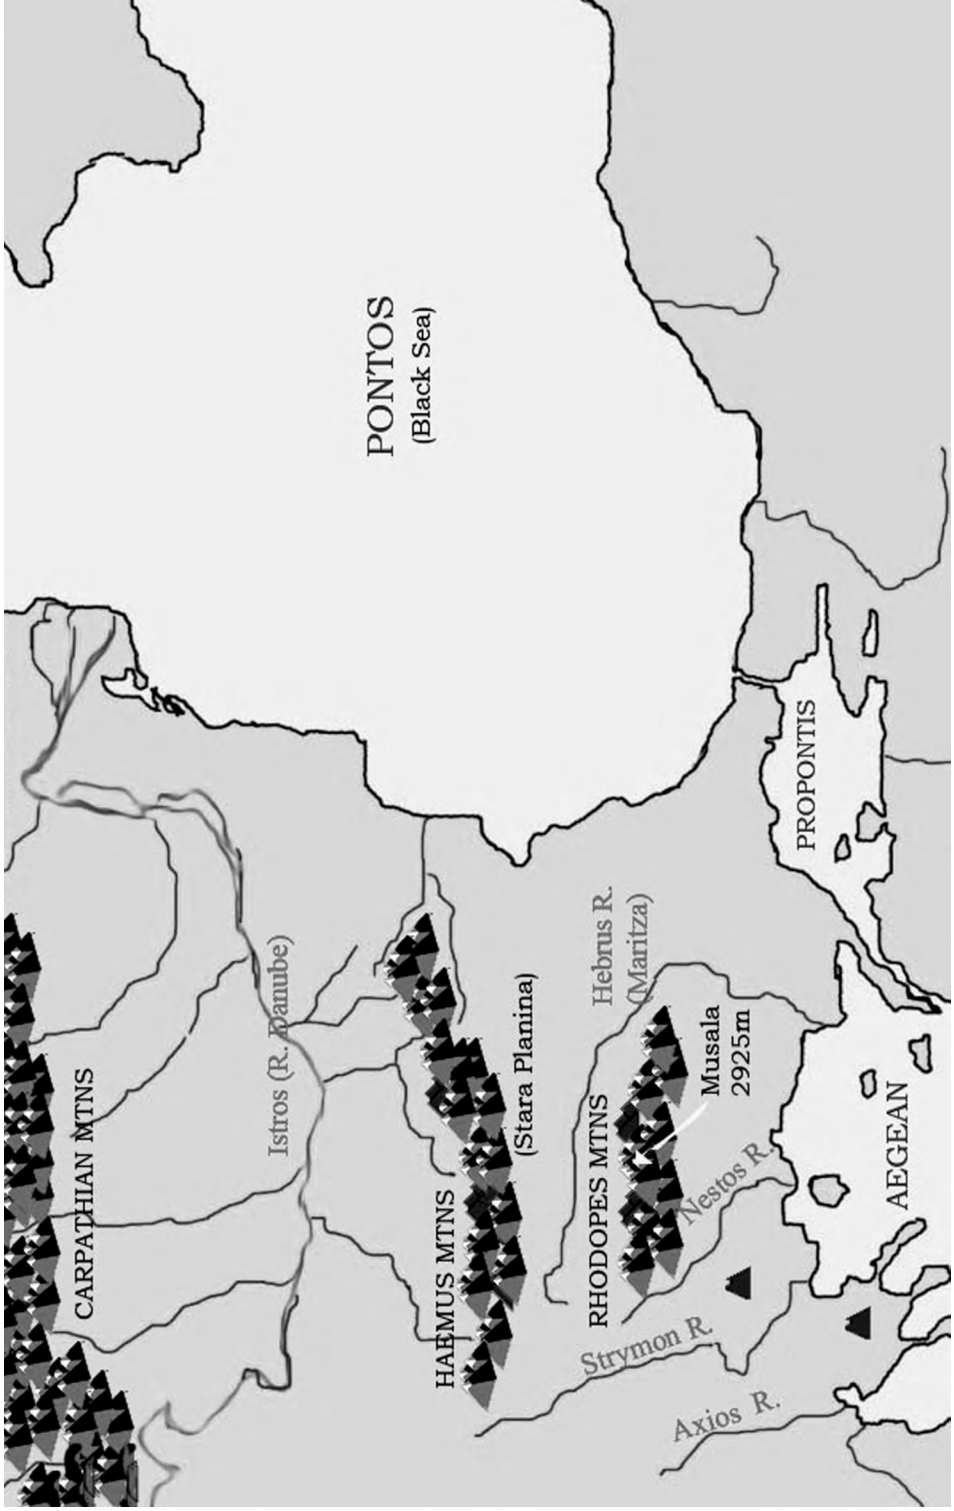 CARPATHIAN MTNS
Istros (R. Danube)
PONTOS
(Black Sea)
HAEMUS MTNS
(Stara Planina)
RHODOPES MTNS
Hebrus R.
(Maritza)
Musala
2925m
Strymon R.
Nestos R.
Axios R.
PROPONTIS
AEGEAN